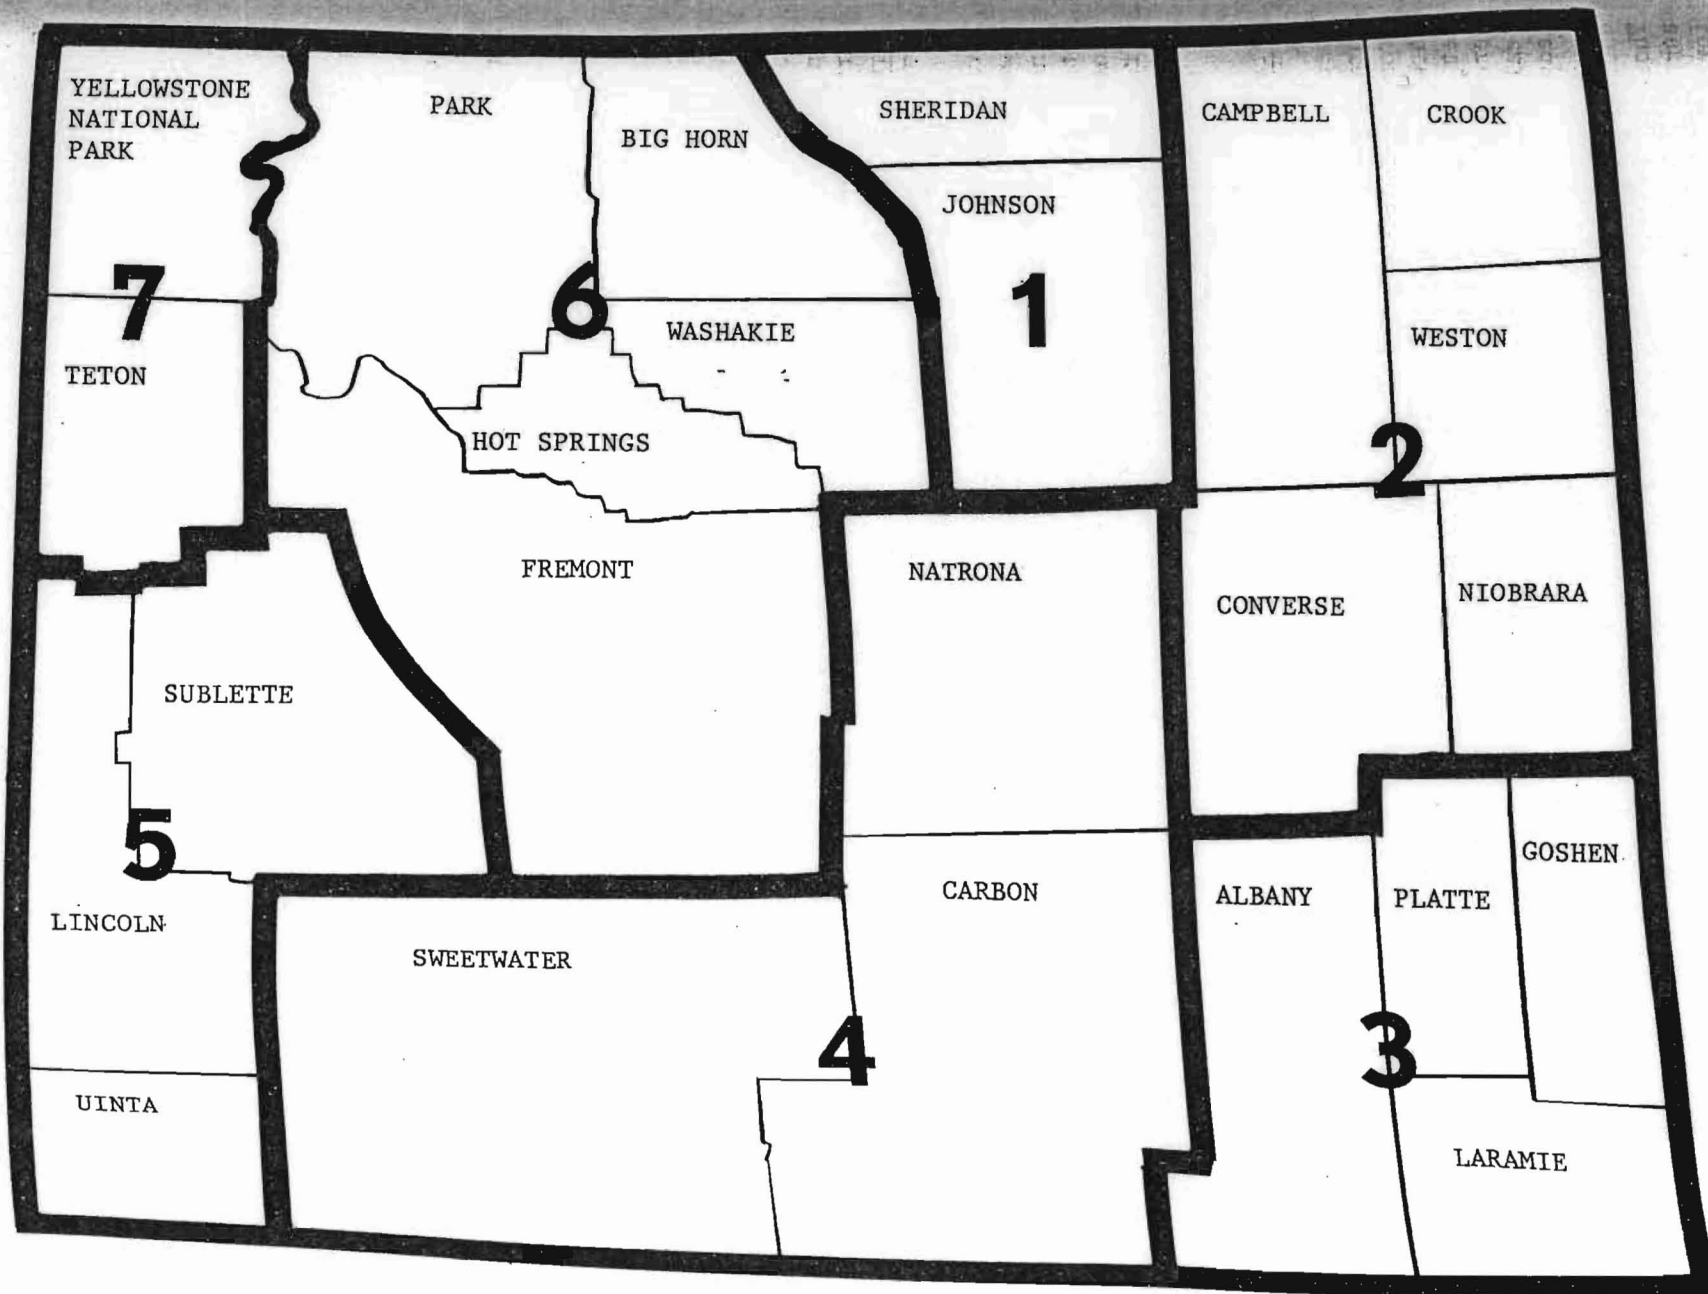 YELLOWSTONE
NATIONAL
PARK
PARK
BIG HORN
SHERIDAN
CAMPBELL
CROOK
JOHNSON
7
6
1
WASHAKIE
WESTON
TETON
HOT SPRINGS
2
FREMONT
NATRONA
CONVERSE
NIOBRARA
SUBLETTE
5
GOSHEN
LINCOLN
CARBON
ALBANY
PLATTE
SWEETWATER
4
3
UINTA
LARAMIE